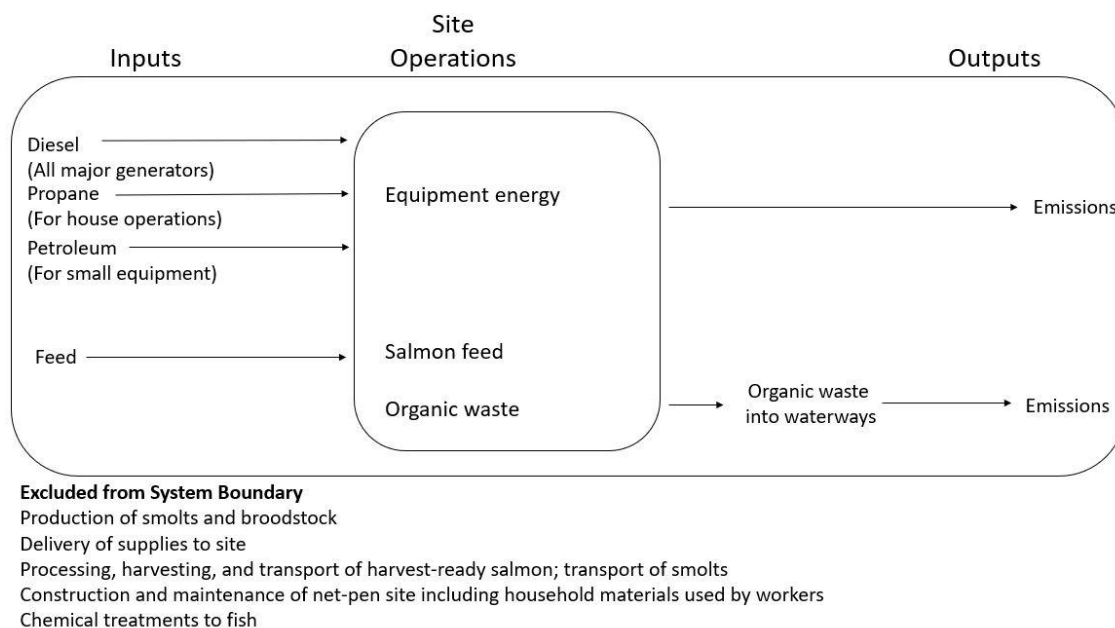 Inputs
Site
Operations
Outputs
Diesel
(All major generators)
Propane
(For house operations)
Petroleum
(For small equipment)
Feed
Equipment energy
Salmon feed
Organic waste
Organic waste
into waterways
Emissions
Emissions
Excluded from System Boundary
Production of smolts and broodstock
Delivery of supplies to site
Processing, harvesting, and transport of harvest-ready salmon; transport of smolts
Construction and maintenance of net-pen site including household materials used by workers
Chemical treatments to fish